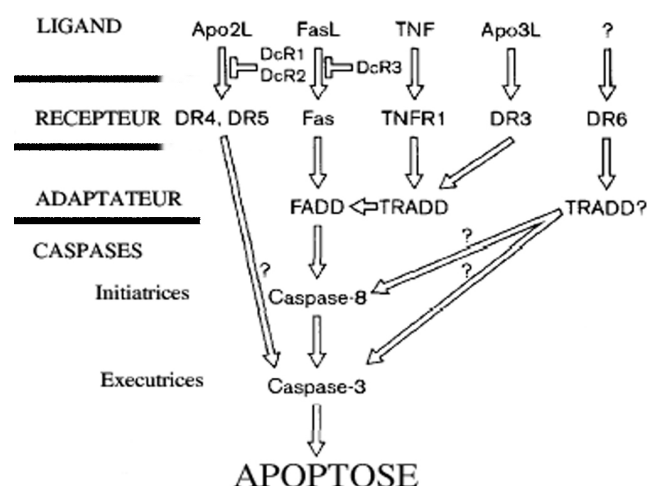 LIGAND Apo2L FasL TNF Apo3L ?
DcR1
DcR2 DcR3
RECEPTEUR DR4, DR5 Fas TNFR1 DR3 DR6
ADAPTATEUR FADD TRADD TRADD?
CASPASES
?
? ?
Initiatrices Caspase-8
Executrices Caspase-3
APOPTOSE